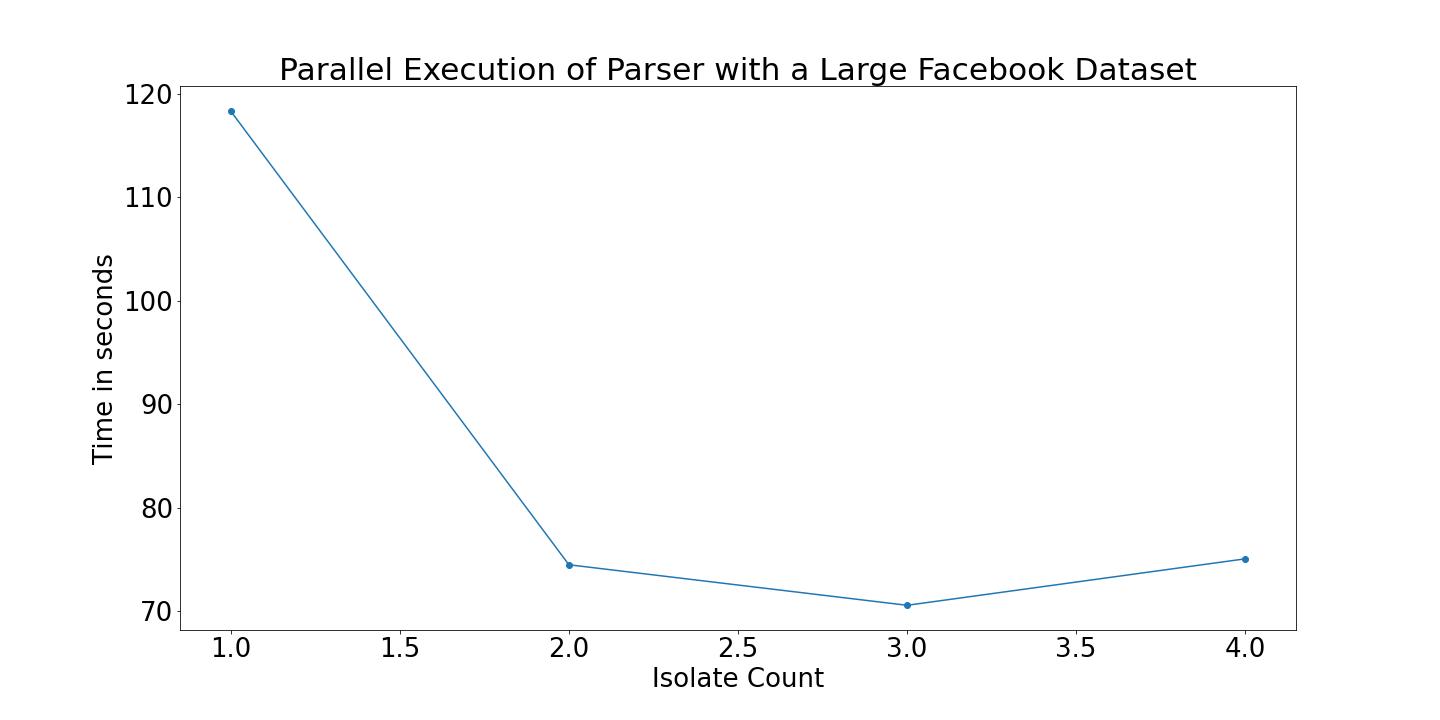 Parallel Execution of Parser with a Large Facebook Dataset
120
110
100
90
80
70
Time in seconds
1.0 1.5 2.0 2.5 3.0 3.5 4.0
Isolate Count